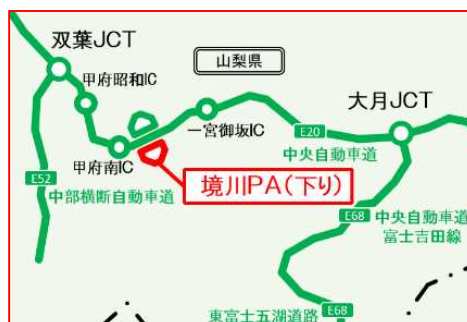 双葉JCT
山梨県
甲府昭和IC
大月JCT
一宮御坂IC
E20
甲府南IC
中央自動車道
E52
境川PA(下り)
中部横断自動車道
E68
中央自動車道
富士吉田線
東富士五湖道路
E68